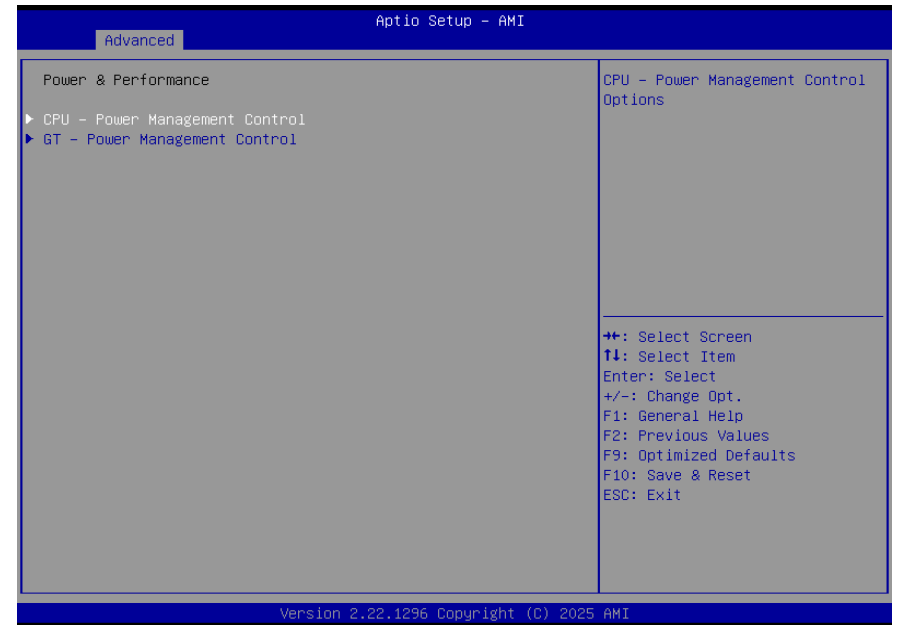 Aptio Setup – AMI
Advanced
Power & Performance
CPU – Power Management Control
Options
▶ CPU – Power Management Control
▶ GT – Power Management Control
→←: Select Screen
↑↓: Select Item
Enter: Select
+/-: Change Opt.
F1: General Help
F2: Previous Values
F9: Optimized Defaults
F10: Save & Reset
ESC: Exit
Version 2.22.1296 Copyright (C) 2025 AMI